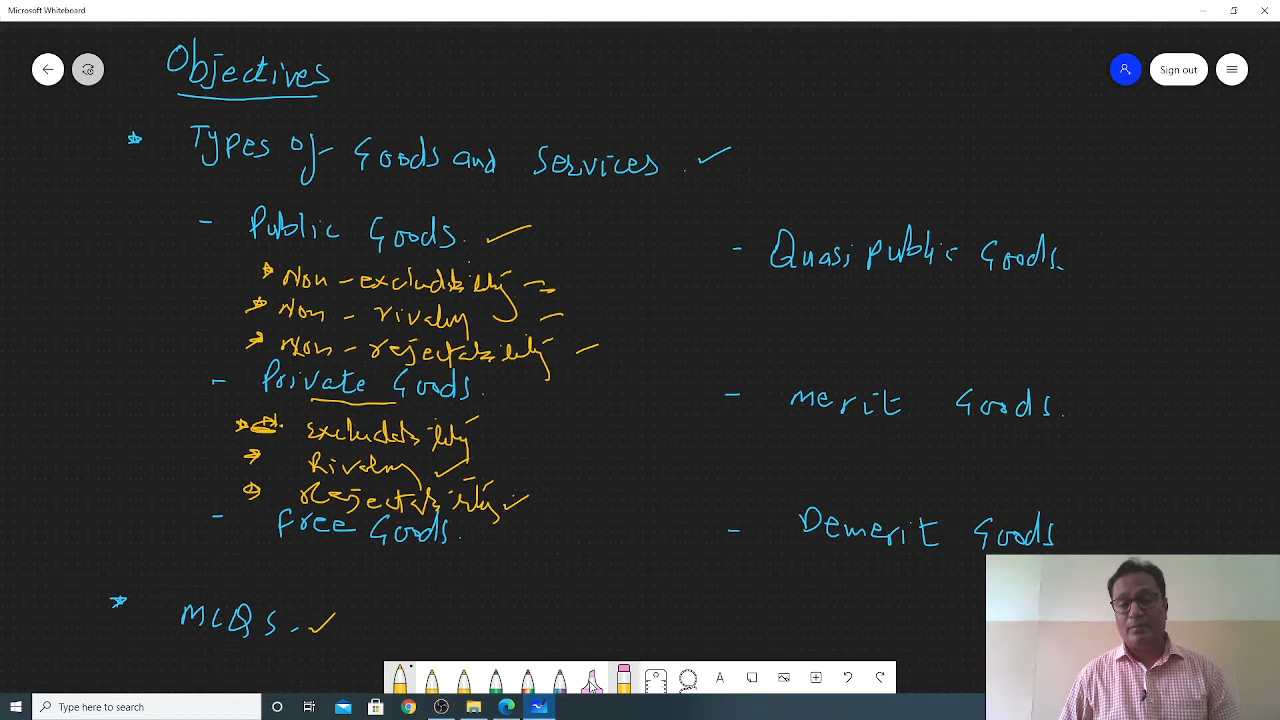 Microsoft Whiteboard
Objectives
Sign out
* Types of Goods and Services.
- Public Goods.
* Non-excludability
* Non-rivalry
* Non-rejectability
- Private Goods.
* Excludability
* Rivalry
* Rejectability
- Free Goods.
* MCQS.
- Quasi public Goods.
- Merit Goods.
- Demerit Goods
Type here to search